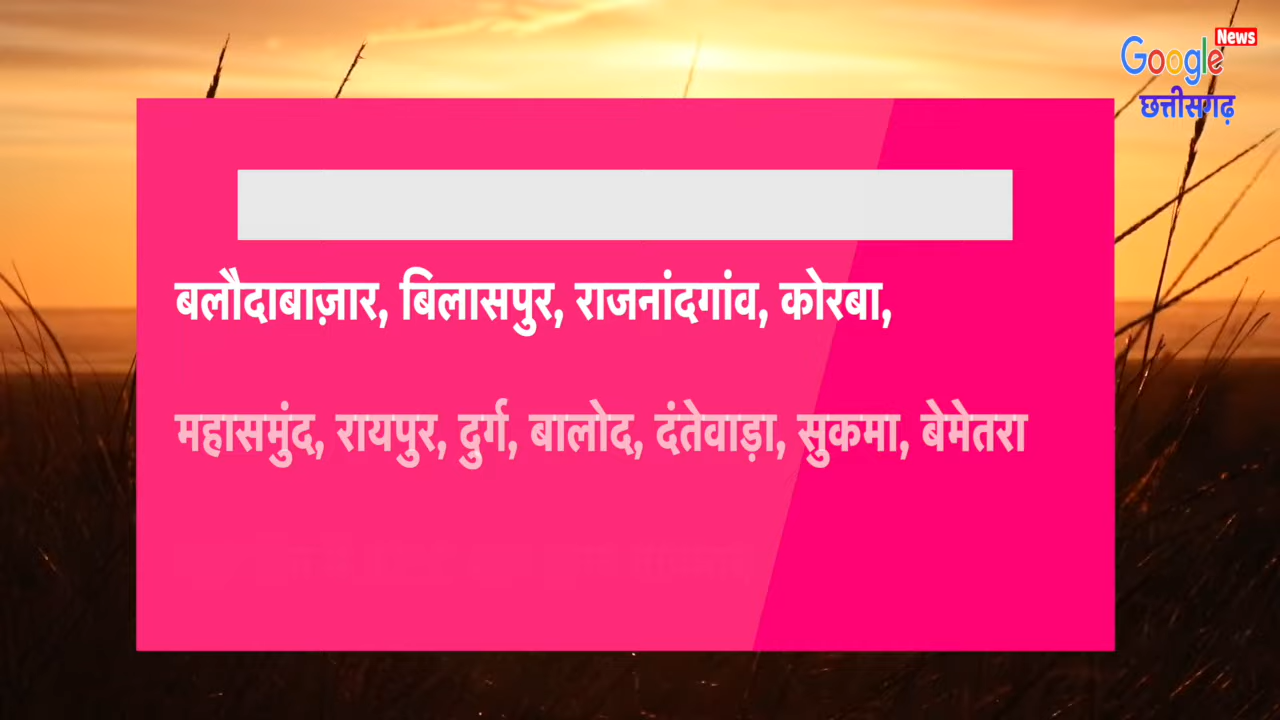 Google News
छत्तीसगढ़
बलौदाबाज़ार, बिलासपुर, राजनांदगांव, कोरबा,
महासमुंद, रायपुर, दुर्ग, बालोद, दंतेवाड़ा, सुकमा, बेमेतरा